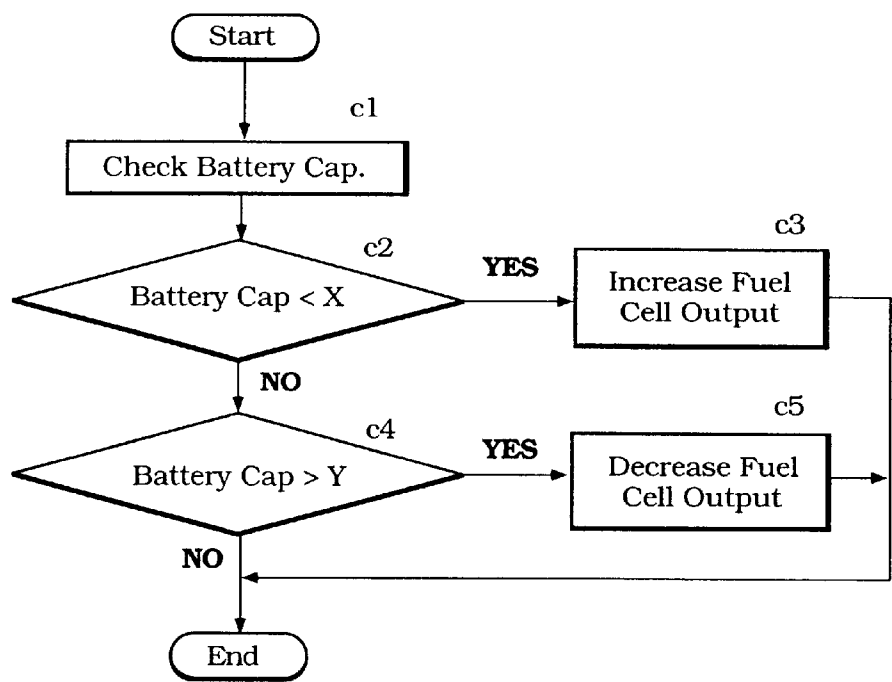 Start
c1
Check Battery Cap.
c2
Battery Cap < X
YES
c3
Increase Fuel
Cell Output
NO
c4
Battery Cap > Y
YES
c5
Decrease Fuel
Cell Output
NO
End